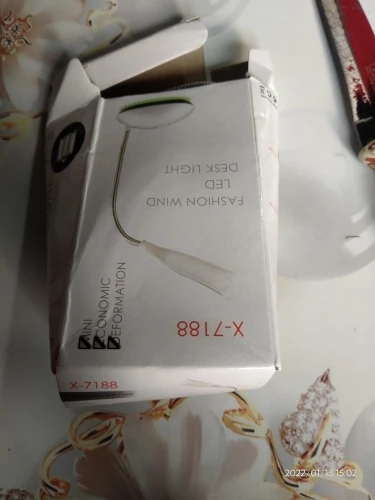 FASHION WIND
LED
DESK LIGHT
X-7188
MINI
ECONOMIC
DEFORMATION
X-7188
2022/01/13 15:02